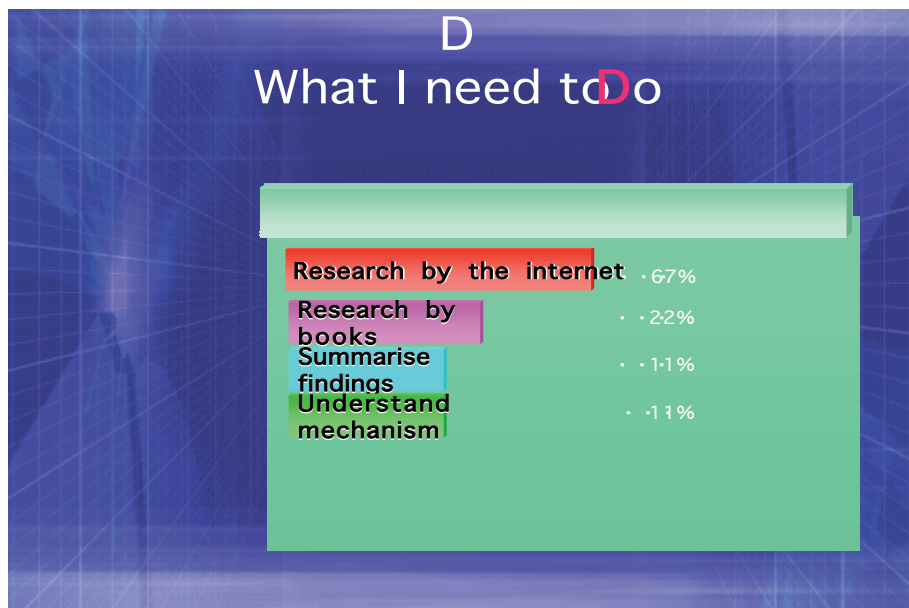 D
What I need to Do
Research by the internet · · 67%
Research by
books · · 22%
Summarise
findings · · 11%
Understand
mechanism · · 11%